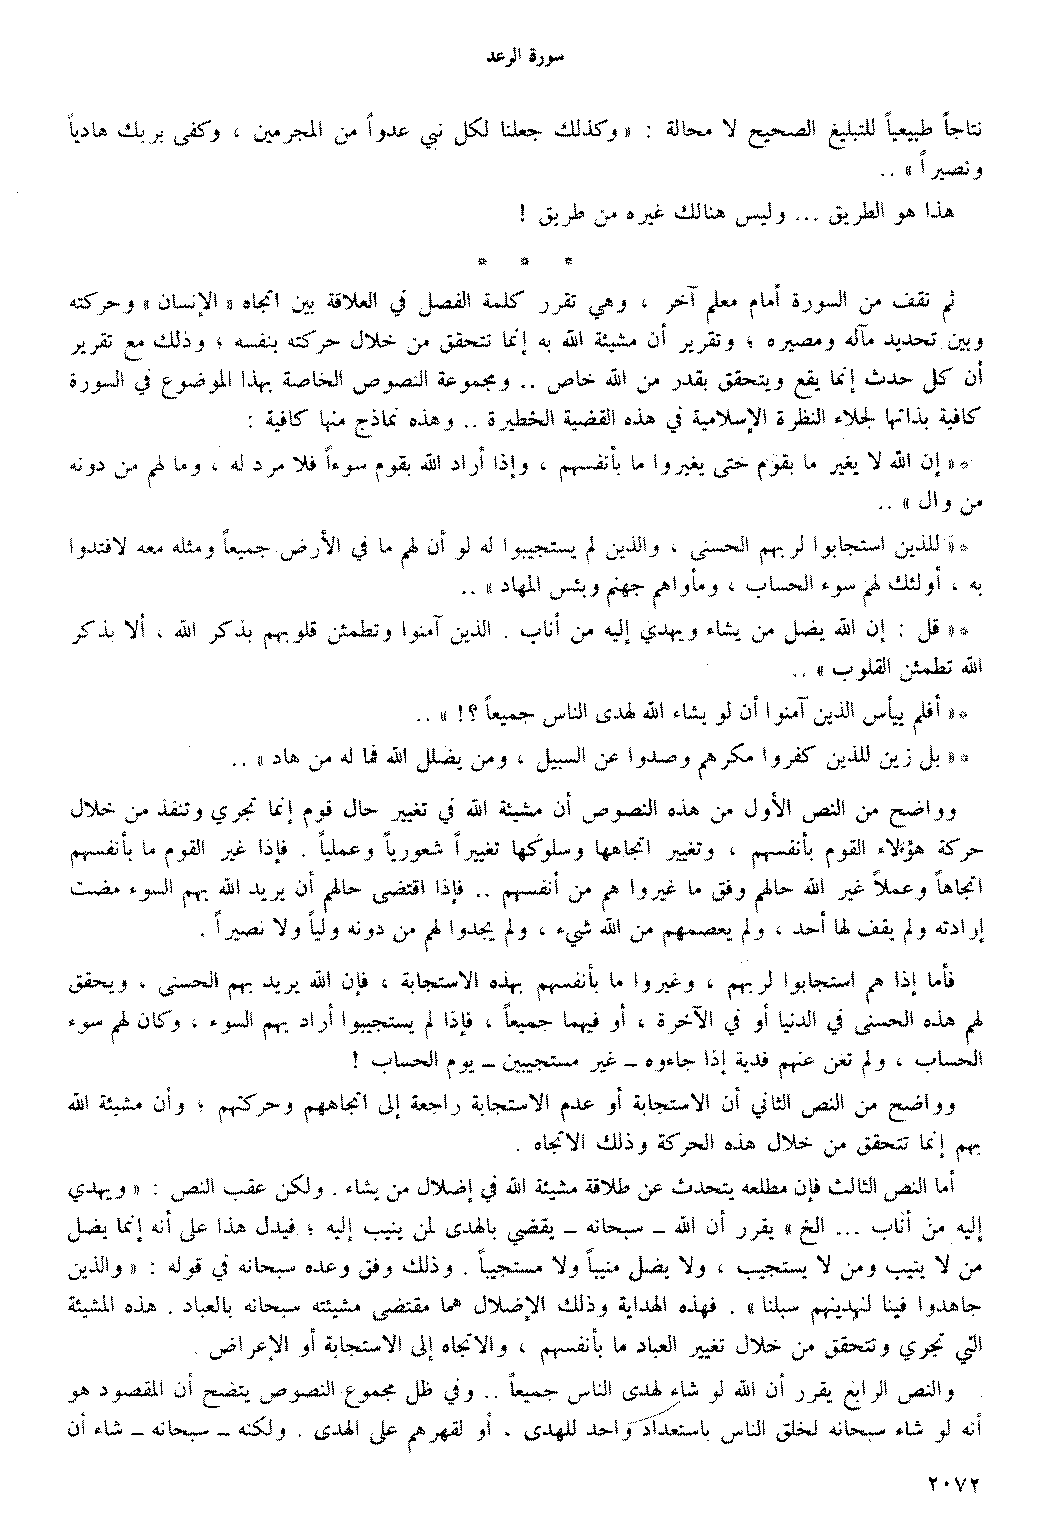 سورة الرعد
نتاجاً طبيعياً للتبليغ الصحيح لا محالة : « وكذلك جعلنا لكل نبي عدواً من المجرمين ، وكفى بربك هادياً
ونصيراً » ..
هذا هو الطريق ... وليس هنالك غيره من طريق !
* * *
ثم نقف من السورة أمام معلم آخر ، وهي تقرر كلمة الفصل في العلاقة بين اتجاه « الإنسان » وحركته
وبين تحديد مآله ومصيره ؛ وتقرير أن مشيئة الله به إنما تتحقق من خلال حركته بنفسه ؛ وذلك مع تقرير
أن كل حدث إنما يقع ويتحقق بقدر من الله خاص .. ومجموعة النصوص الخاصة بهذا الموضوع في السورة
كافية بذاتها لجلاء النظرة الإسلامية في هذه القضية الخطيرة .. وهذه نماذج منها كافية :
* « إن الله لا يغير ما بقوم حتى يغيروا ما بأنفسهم ، وإذا أراد الله بقوم سوءاً فلا مرد له ، وما لهم من دونه
من وال » ..
* « للذين استجابوا لربهم الحسنى ، والذين لم يستجيبوا له لو أن لهم ما في الأرض جميعاً ومثله معه لافتدوا
به ، أولئك لهم سوء الحساب ، ومأواهم جهنم وبئس المهاد » ..
* « قل : إن الله يضل من يشاء ويهدي إليه من أناب . الذين آمنوا وتطمئن قلوبهم بذكر الله ، ألا بذكر
الله تطمئن القلوب » ..
* « أفلم ييأس الذين آمنوا أن لو يشاء الله لهدى الناس جميعاً ؟! » ..
* « بل زين للذين كفروا مكرهم وصدوا عن السبيل ، ومن يضلل الله فما له من هاد » ..
وواضح من النص الأول من هذه النصوص أن مشيئة الله في تغيير حال قوم إنما تجري وتنفذ من خلال
حركة هؤلاء القوم بأنفسهم ، وتغيير اتجاهها وسلوكها تغييراً شعورياً وعملياً . فإذا غير القوم ما بأنفسهم
اتجاهاً وعملاً غير الله حالهم وفق ما غيروا هم من أنفسهم .. فإذا اقتضى حالهم أن يريد الله بهم السوء مضت
إرادته ولم يقف لها أحد ، ولم يعصمهم من الله شيء ، ولم يجدوا لهم من دونه ولياً ولا نصيراً .
فأما إذا هم استجابوا لربهم ، وغيروا ما بأنفسهم بهذه الاستجابة ، فإن الله يريد بهم الحسنى ، ويحقق
لهم هذه الحسنى في الدنيا أو في الآخرة ، أو فيهما جميعاً ، فإذا لم يستجيبوا أراد بهم السوء ، وكان لهم سوء
الحساب ، ولم تغن عنهم فدية إذا جاءوه – غير مستجيبين – يوم الحساب !
وواضح من النص الثاني أن الاستجابة أو عدم الاستجابة راجعة إلى اتجاههم وحركتهم ؛ وأن مشيئة الله
بهم إنما تتحقق من خلال هذه الحركة وذلك الاتجاه .
أما النص الثالث فإن مطلعه يتحدث عن طلاقة مشيئة الله في إضلال من يشاء . ولكن عقب النص : « ويهدي
إليه من أناب ... الخ » يقرر أن الله – سبحانه – يقضي بالهدى لمن ينيب إليه ؛ فيدل هذا على أنه إنما يضل
من لا ينيب ومن لا يستجيب ، ولا يضل منيباً ولا مستجيباً . وذلك وفق وعده سبحانه في قوله : « والذين
جاهدوا فينا لنهدينهم سبلنا » . فهذه الهداية وذلك الإضلال هما مقتضى مشيئته سبحانه بالعباد . هذه المشيئة
التي تجري وتتحقق من خلال تغيير العباد ما بأنفسهم ، والاتجاه إلى الاستجابة أو الإعراض .
والنص الرابع يقرر أن الله لو شاء لهدى الناس جميعاً .. وفي ظل مجموع النصوص يتضح أن المقصود هو
أنه لو شاء سبحانه لخلق الناس باستعداد واحد للهدى ، أو لقهرهم على الهدى . ولكنه – سبحانه – شاء أن
٢٠٧٢